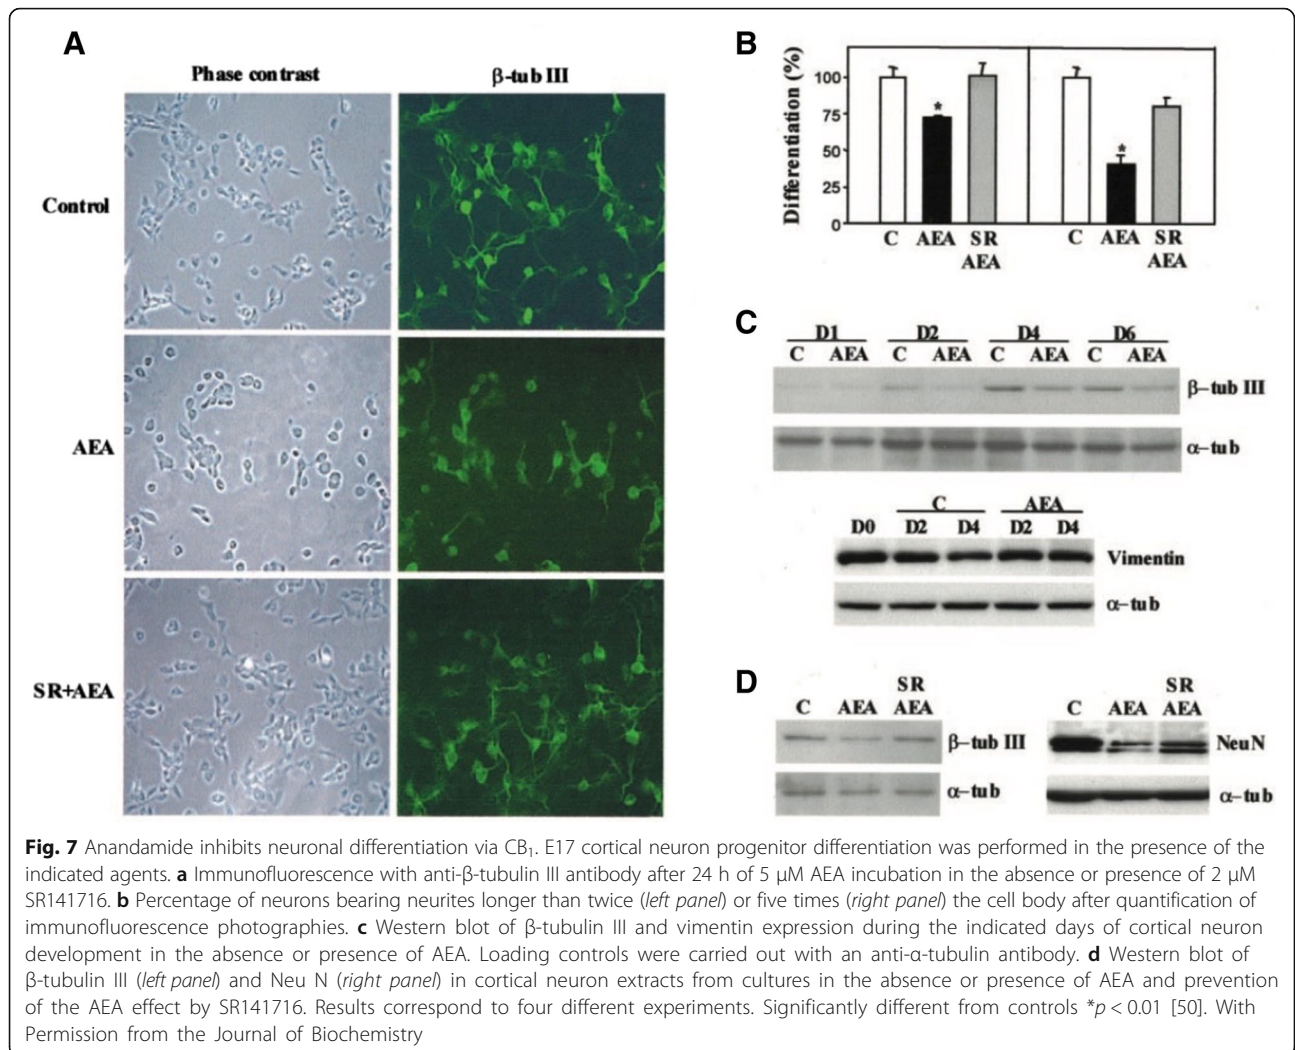 A
Phase contrast
β-tub III
Control
AEA
SR+AEA
B
Differentiation (%)
100
75
50
25
0
*
*
C AEA SR C AEA SR
AEA AEA
C
D1 D2 D4 D6
C AEA C AEA C AEA C AEA
β-tub III
α-tub
C AEA
D0 D2 D4 D2 D4
Vimentin
α-tub
D
SR
C AEA AEA
β-tub III
α-tub
SR
C AEA AEA
NeuN
α-tub
Fig. 7 Anandamide inhibits neuronal differentiation via CB₁. E17 cortical neuron progenitor differentiation was performed in the presence of the
indicated agents. a Immunofluorescence with anti-β-tubulin III antibody after 24 h of 5 μM AEA incubation in the absence or presence of 2 μM
SR141716. b Percentage of neurons bearing neurites longer than twice (left panel) or five times (right panel) the cell body after quantification of
immunofluorescence photographies. c Western blot of β-tubulin III and vimentin expression during the indicated days of cortical neuron
development in the absence or presence of AEA. Loading controls were carried out with an anti-α-tubulin antibody. d Western blot of
β-tubulin III (left panel) and Neu N (right panel) in cortical neuron extracts from cultures in the absence or presence of AEA and prevention
of the AEA effect by SR141716. Results correspond to four different experiments. Significantly different from controls *p < 0.01 [50]. With
Permission from the Journal of Biochemistry